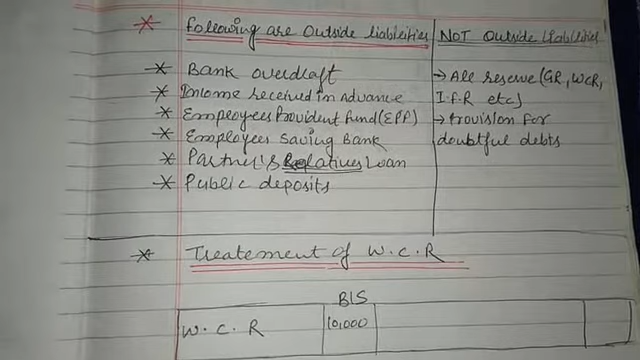 * Following are outside liabilities
* Bank overdraft
* Income received in Advance
* Employees Provident Fund (EPF)
* Employees Saving Bank
* Partner's Relatives Loan
* Public deposits
NOT Outside liabilities
→ All reserve (GR, WCR,
I.F.R etc)
→ Provision for
doubtful debts
* Treatement of W.C.R
B/S
W.C.R 10,000